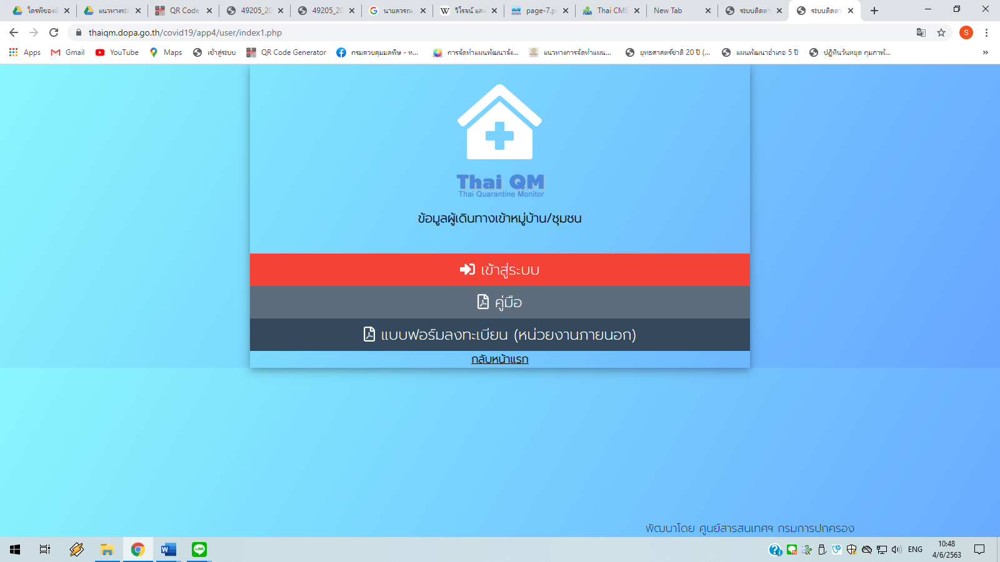 ไดรฟ์ของฉั
แนวทางระ
QR Code
49205_20
49205_20
นายสวรณ
วิโรจน์ แสง
page-7.p
Thai CMS
New Tab
ระบบติดตา
ระบบติดตา
thaiqm.dopa.go.th/covid19/app4/user/index1.php
S
Apps
Gmail
YouTube
Maps
เข้าสู่ระบบ
QR Code Generator
กรมควบคุมมลพิษ - ห...
การจัดทำแผนพัฒนาจัง...
แนวทางการจัดทำแผน...
ยุทธศาสตร์ชาติ 20 ปี (...
แผนพัฒนาอำเภอ 5 ปี
ปฏิทินวันหยุด กุมภาพั...
Thai QM
Thai Quarantine Monitor
ข้อมูลผู้เดินทางเข้าหมู่บ้าน/ชุมชน
เข้าสู่ระบบ
คู่มือ
แบบฟอร์มลงทะเบียน (หน่วยงานภายนอก)
กลับหน้าแรก
พัฒนาโดย ศูนย์สารสนเทศฯ กรมการปกครอง
ENG
10:48
4/6/2563